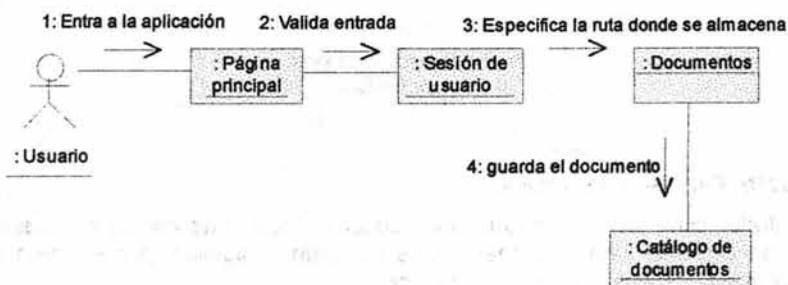 1: Entra a la aplicación
2: Valida entrada
3: Especifica la ruta donde se almacena
: Página
principal
: Sesión de
usuario
: Documentos
: Usuario
4: guarda el documento
: Catálogo de
documentos